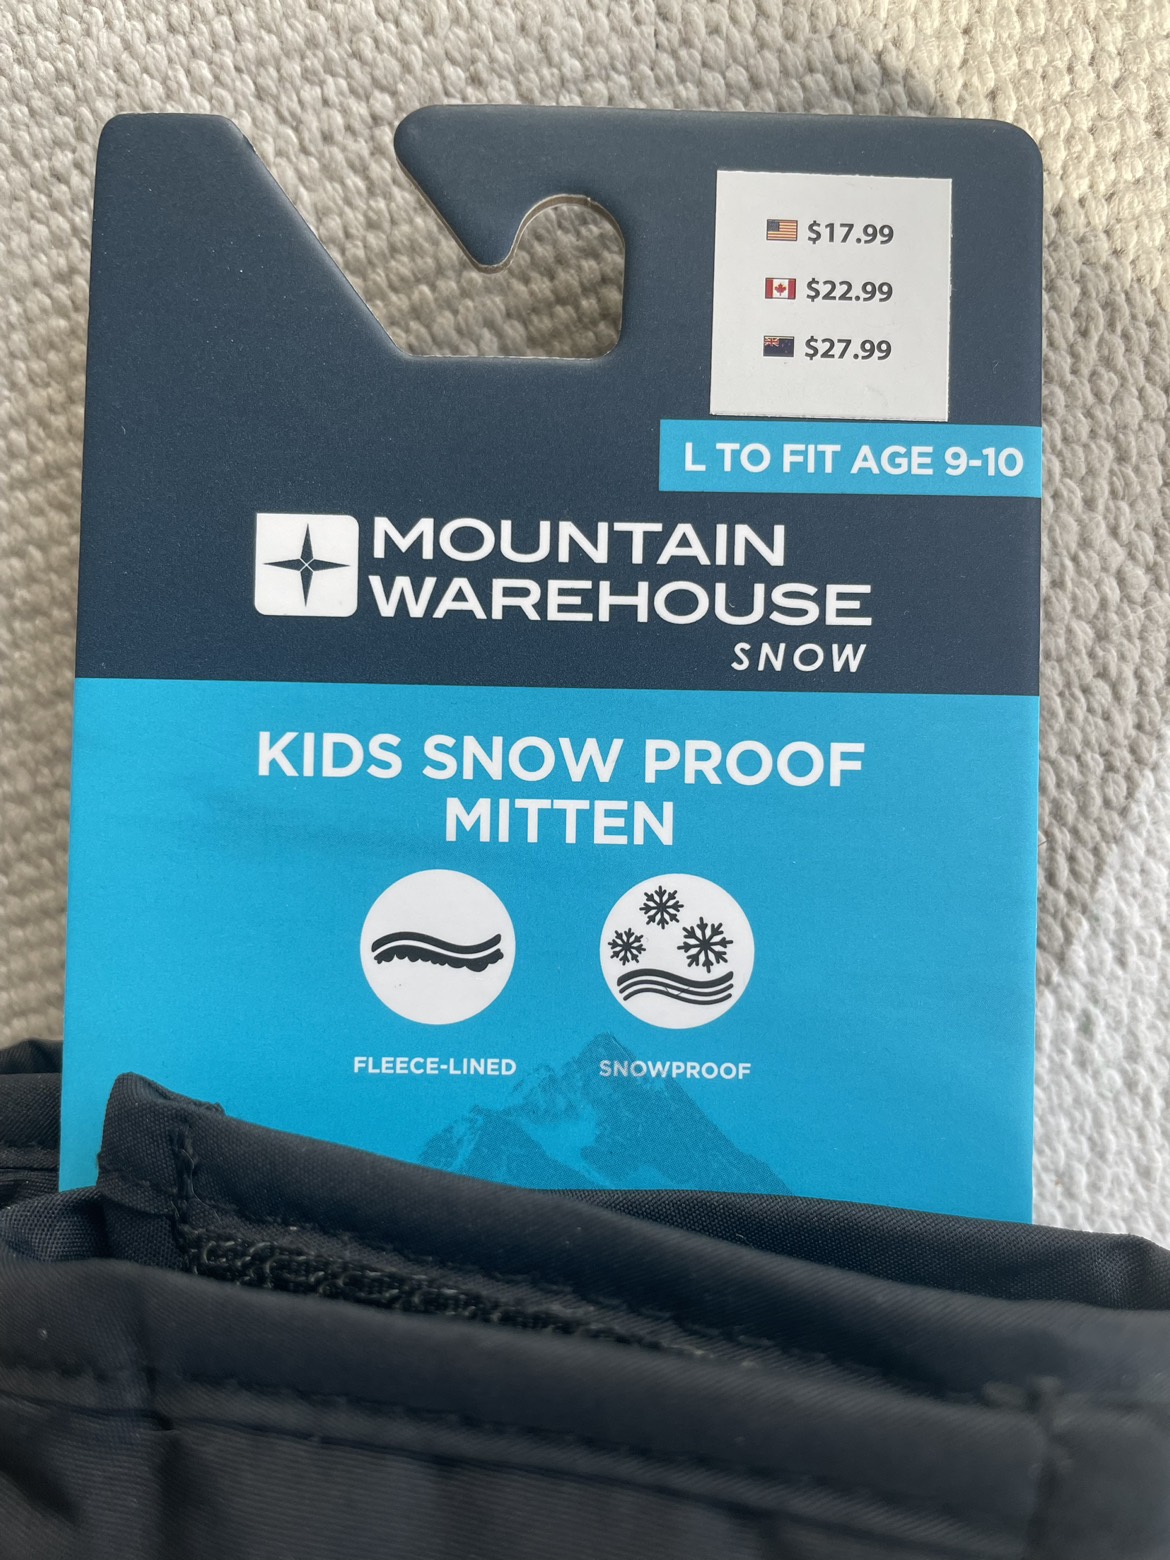 $17.99
$22.99
$27.99
L TO FIT AGE 9-10
MOUNTAIN
WAREHOUSE
SNOW
KIDS SNOW PROOF
MITTEN
FLEECE-LINED
SNOWPROOF